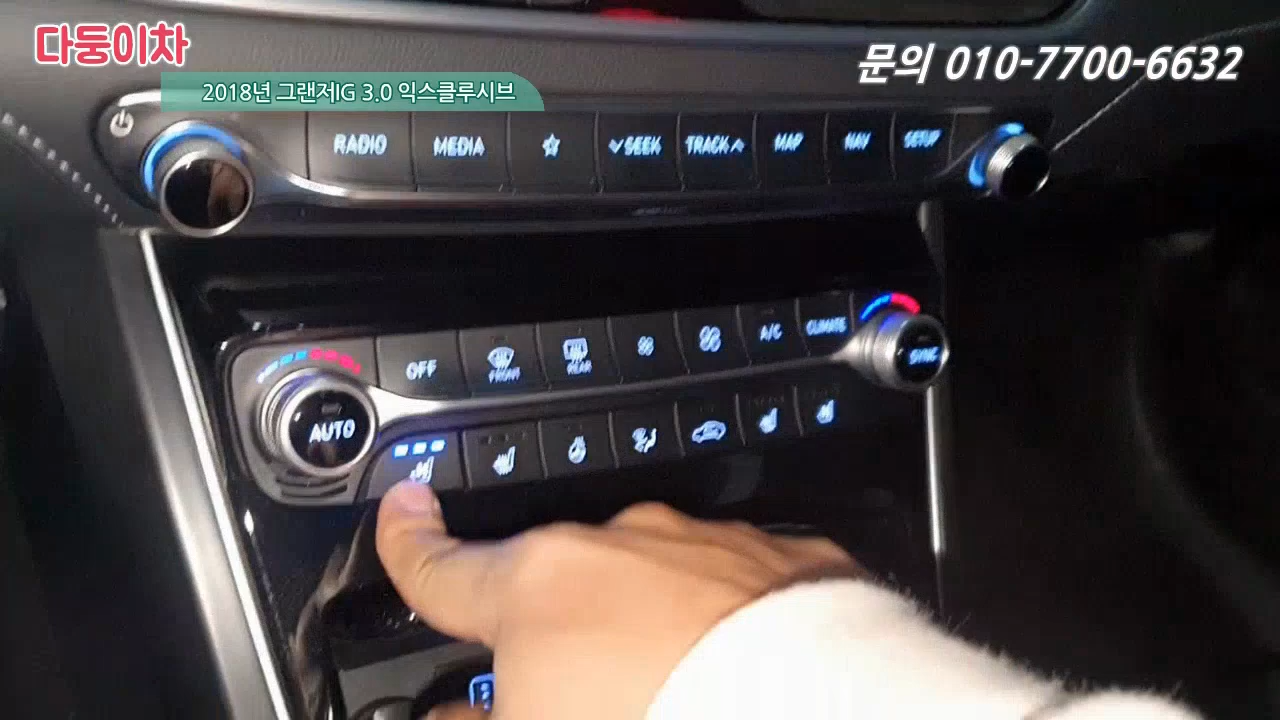 다둥이차
문의 010-7700-6632
2018년 그랜저IG 3.0 익스클루시브
RADIO MEDIA SEEK TRACK MAP NAV SETUP
OFF FRONT REAR A/C CLIMATE SYNC
AUTO